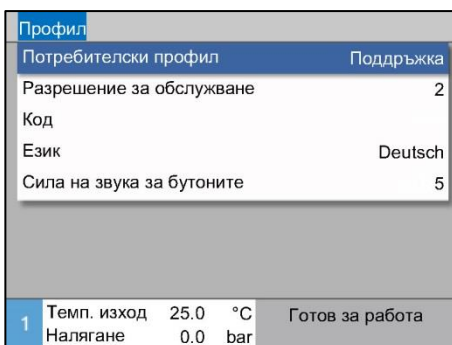 Профил
Потребителски профил Поддръжка
Разрешение за обслужване 2
Код
Език Deutsch
Сила на звука за бутоните 5
1 Темп. изход 25.0 °C Готов за работа
Налягане 0.0 bar